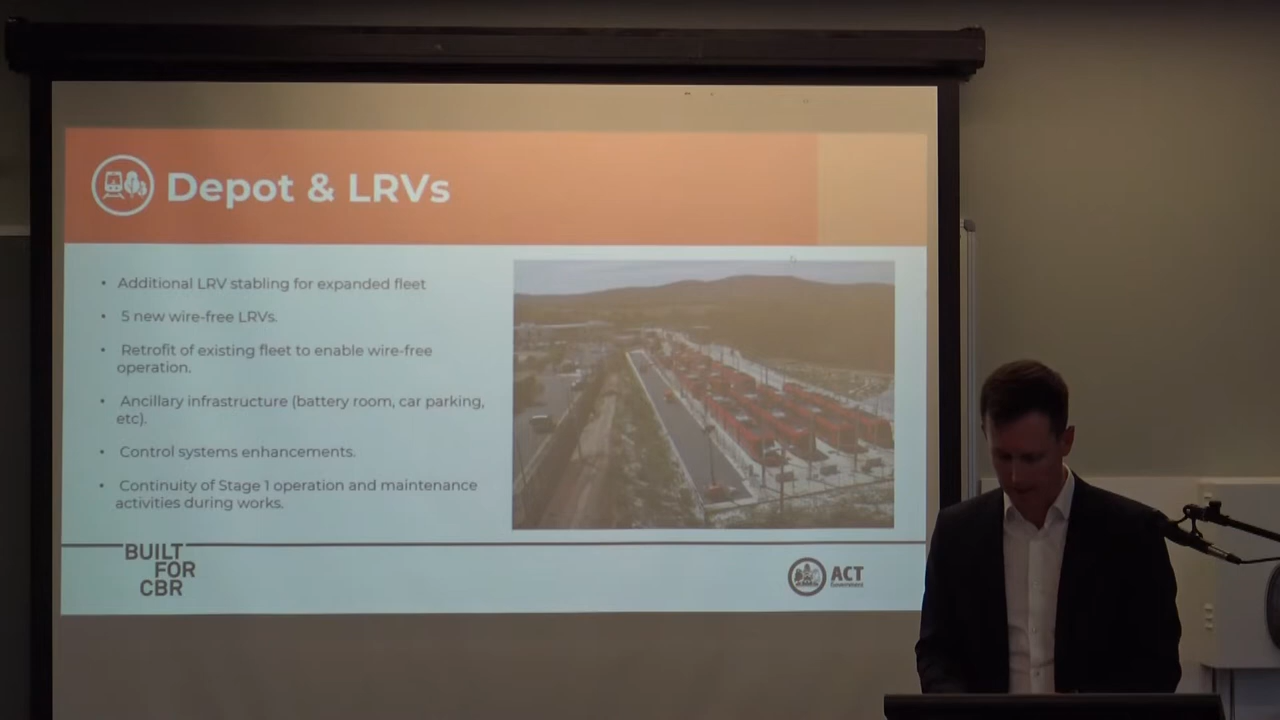 Depot & LRVs
• Additional LRV stabling for expanded fleet
• 5 new wire-free LRVs.
• Retrofit of existing fleet to enable wire-free
operation.
• Ancillary infrastructure (battery room, car parking,
etc).
• Control systems enhancements.
• Continuity of Stage 1 operation and maintenance
activities during works.
BUILT
FOR
CBR
ACT
Government